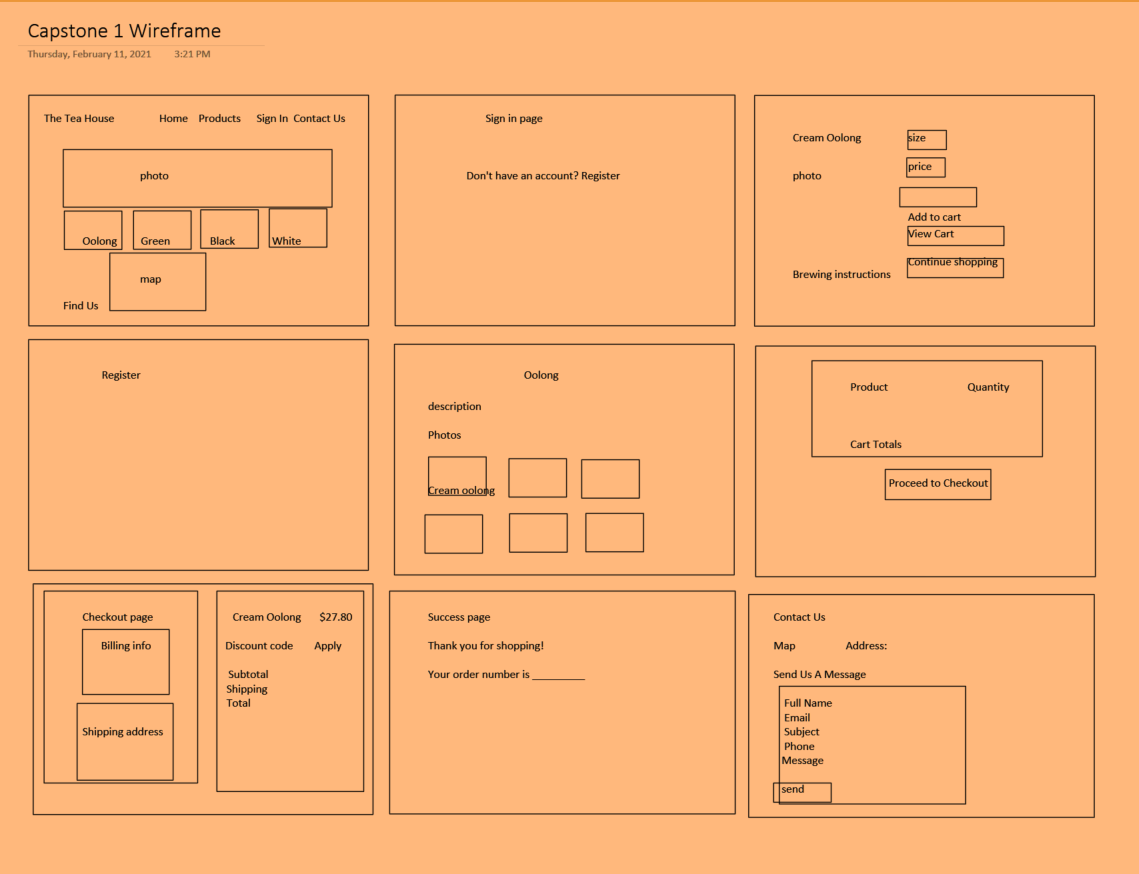 Capstone 1 Wireframe
Thursday, February 11, 2021 3:21 PM
The Tea House Home Products Sign In Contact Us
photo
Oolong Green Black White
map
Find Us
Sign in page
Don't have an account? Register
Cream Oolong size
price
photo
Add to cart
View Cart
Continue shopping
Brewing instructions
Register
Oolong
description
Photos
Cream oolong
Product Quantity
Cart Totals
Proceed to Checkout
Checkout page
Billing info
Shipping address
Cream Oolong $27.80
Discount code Apply
Subtotal
Shipping
Total
Success page
Thank you for shopping!
Your order number is _________
Contact Us
Map Address:
Send Us A Message
Full Name
Email
Subject
Phone
Message
send